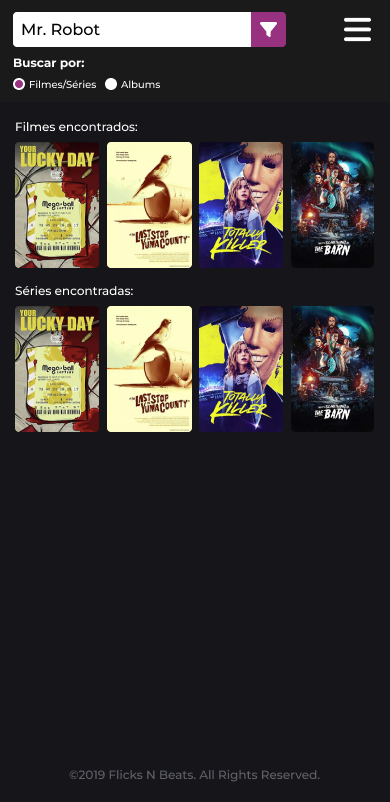 Mr. Robot
Buscar por:
Filmes/Séries Albums
Filmes encontrados:
YOUR
LUCKY DAY
Mega ball
LOTTERY
THE LAST STOP
YUMA COUNTY
TOTALLY
KILLER
THE BARN
Séries encontradas:
YOUR
LUCKY DAY
Mega ball
LOTTERY
THE LAST STOP
YUMA COUNTY
TOTALLY
KILLER
THE BARN
©2019 Flicks N Beats. All Rights Reserved.